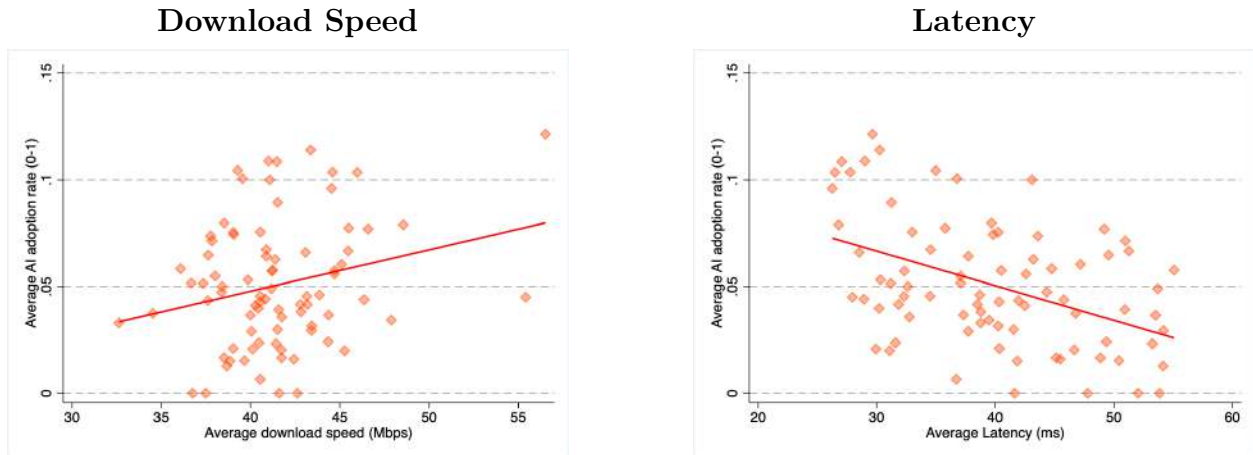 Download Speed
.15
.1
.05
0
Average AI adoption rate (0-1)
30 35 40 45 50 55
Average download speed (Mbps)
Latency
.15
.1
.05
0
Average AI adoption rate (0-1)
20 30 40 50 60
Average Latency (ms)